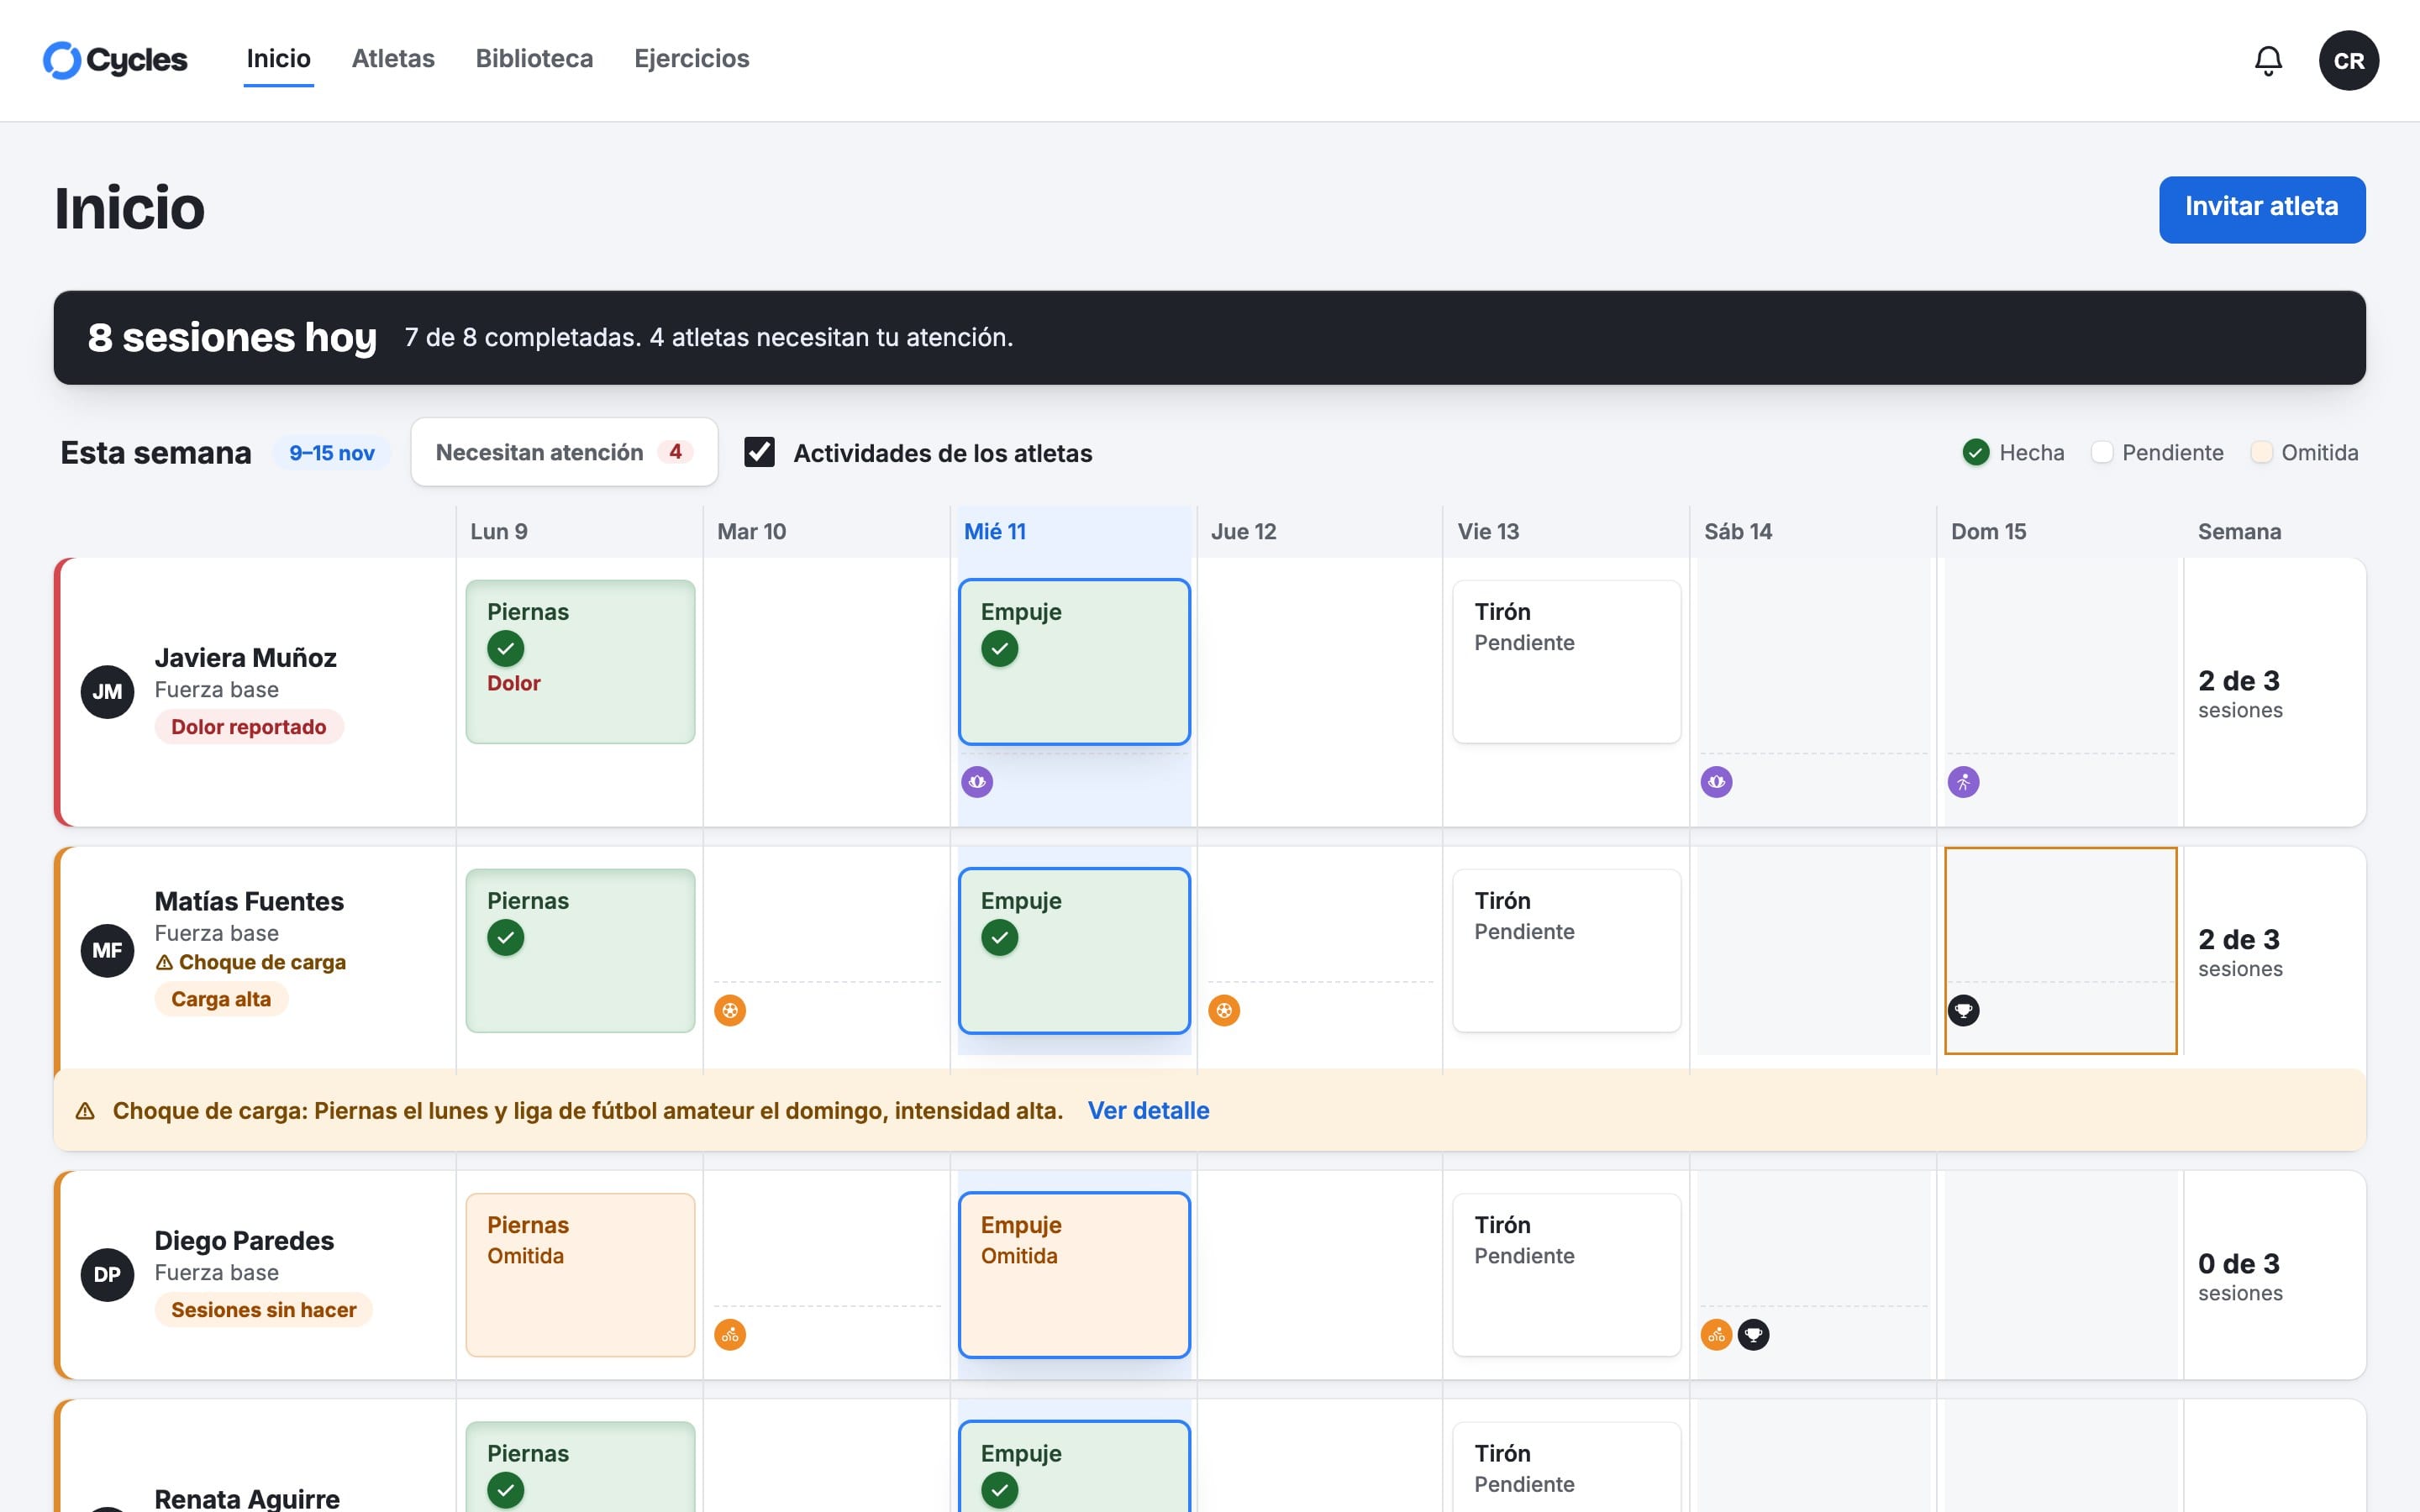 Cycles
Inicio
Atletas
Biblioteca
Ejercicios
CR
Inicio
Invitar atleta
8 sesiones hoy
7 de 8 completadas. 4 atletas necesitan tu atención.
Esta semana
9–15 nov
Necesitan atención 4
Actividades de los atletas
Hecha
Pendiente
Omitida
Lun 9
Mar 10
Mié 11
Jue 12
Vie 13
Sáb 14
Dom 15
Semana
JM
Javiera Muñoz
Fuerza base
Dolor reportado
Piernas
Dolor
Empuje
Tirón
Pendiente
2 de 3
sesiones
MF
Matías Fuentes
Fuerza base
Choque de carga
Carga alta
Piernas
Empuje
Tirón
Pendiente
2 de 3
sesiones
Choque de carga: Piernas el lunes y liga de fútbol amateur el domingo, intensidad alta.
Ver detalle
DP
Diego Paredes
Fuerza base
Sesiones sin hacer
Piernas
Omitida
Empuje
Omitida
Tirón
Pendiente
0 de 3
sesiones
Renata Aguirre
Piernas
Empuje
Tirón
Pendiente